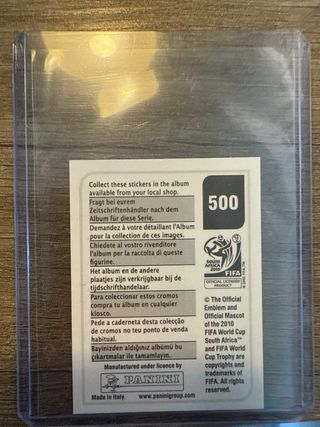 Collect these stickers in the album
available from your local shop.
Fragt bei eurem
Zeitschriftenhändler nach dem
Album für diese Serie.
Demandez à votre détaillant l'Album
pour la collection de ces images.
Chiedete al vostro rivenditore
l'album per la raccolta di queste
figurine.
Het album en de andere
plaatjes zijn verkrijgbaar bij de
tijdschrifthandelaar.
Para coleccionar estos cromos
compra tu álbum en cualquier
kiosco.
Pede a caderneta desta colecção
de cromos no teu ponto de venda
habitual.
Bayinizden aldığınız albümü bu
çıkartmalar ile tamamlayın.
Manufactured under licence by
PANINI
Made in Italy. www.paninigroup.com
500
SOUTH AFRICA
2010
FIFA
OFFICIAL LICENSED
PRODUCT
© The Official
Emblem and
Official Mascot
of the 2010
FIFA World Cup
South Africa™
and FIFA World
Cup Trophy are
copyrights and
trademarks of
FIFA. All rights
reserved.